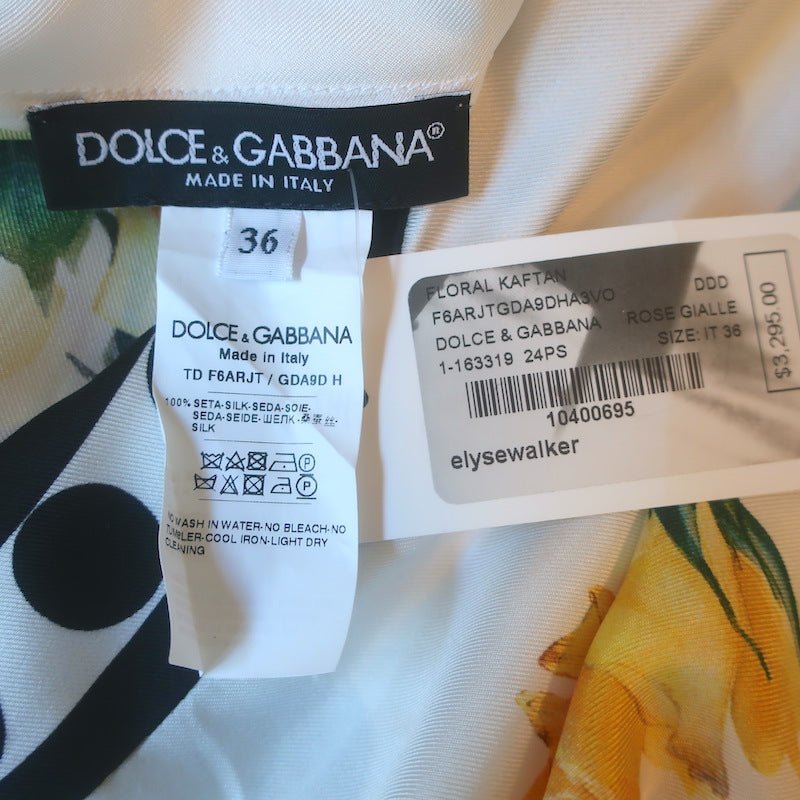 DOLCE & GABBANA®
MADE IN ITALY
36
DOLCE & GABBANA
Made in Italy
TD F6ARJT / GDA9D H
100% SETA-SILK-SEDA-SOIE-
SEDA-SEIDE-ШЕЛК-桑蚕丝-
SILK
NO WASH IN WATER-NO BLEACH-NO
TUMBLER-COOL IRON-LIGHT DRY
CLEANING
FLORAL KAFTAN
DDD
F6ARJTGDA9DHA3VO
ROSE GIALLE
DOLCE & GABBANA
SIZE: IT 36
1-163319 24PS
$3,295.00
10400695
elysewalker